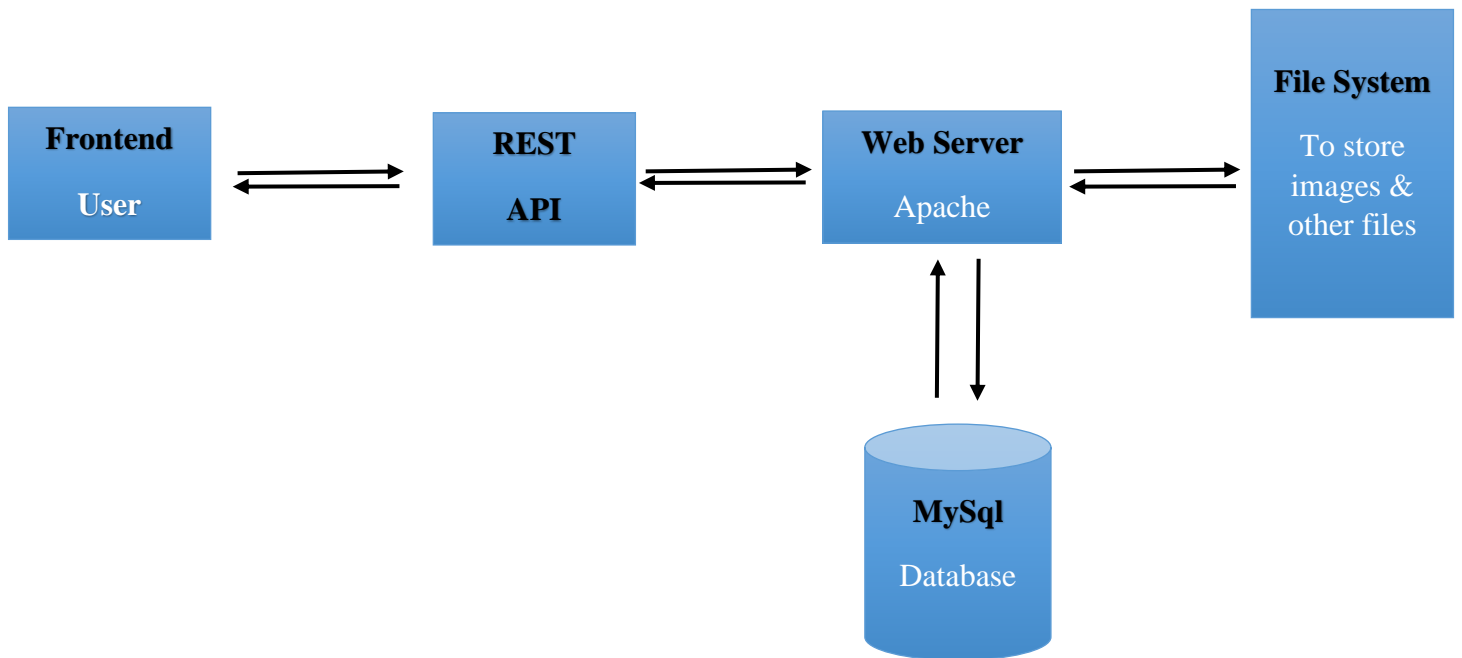 Frontend
User
REST
API
Web Server
Apache
File System
To store
images &
other files
MySql
Database